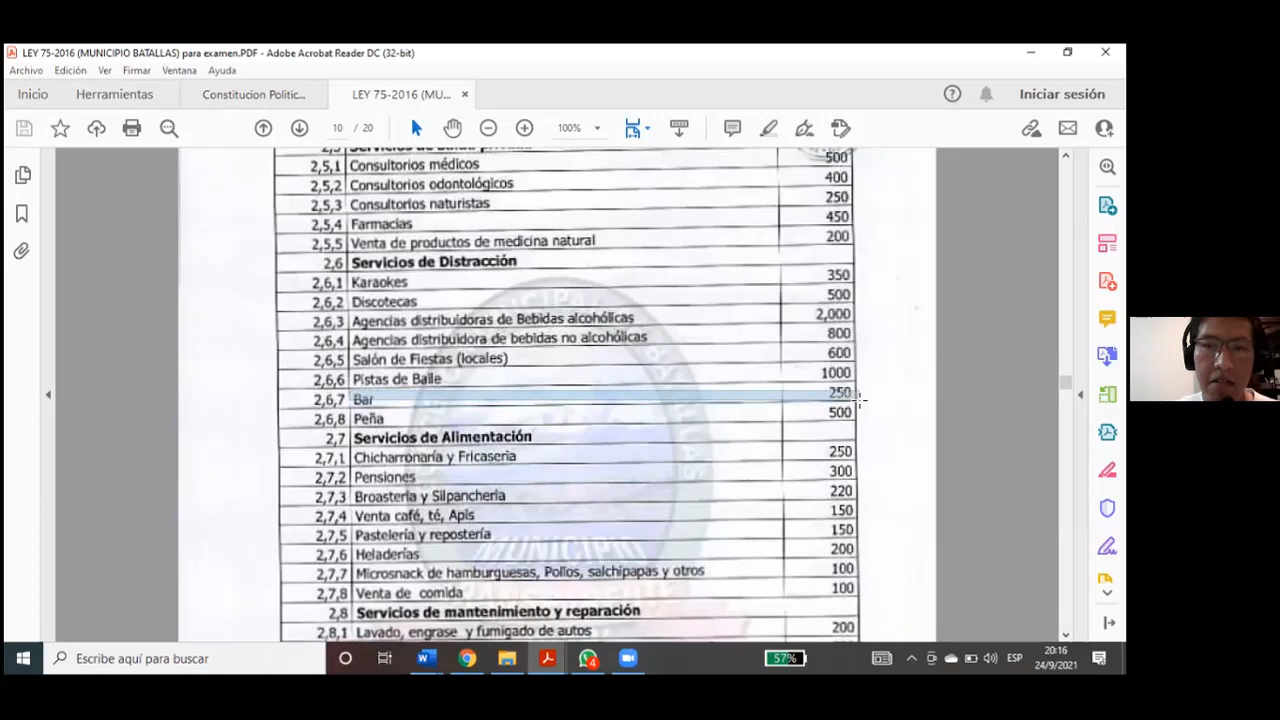 LEY 75-2016 (MUNICIPIO BATALLAS) para examen.PDF - Adobe Acrobat Reader DC (32-bit)
Archivo Edición Ver Firmar Ventana Ayuda
Inicio Herramientas Constitucion Politic... LEY 75-2016 (MU... × Iniciar sesión
10 / 20 100%
2,5
2,5,1 Consultorios médicos 500
2,5,2 Consultorios odontológicos 400
2,5,3 Consultorios naturistas 250
2,5,4 Farmacias 450
2,5,5 Venta de productos de medicina natural 200
2,6 Servicios de Distracción
2,6,1 Karaokes 350
2,6,2 Discotecas 500
2,6,3 Agencias distribuidoras de Bebidas alcohólicas 2,000
2,6,4 Agencias distribuidora de bebidas no alcohólicas 800
2,6,5 Salón de Fiestas (locales) 600
2,6,6 Pistas de Baile 1000
2,6,7 Bar 250
2,6,8 Peña 500
2,7 Servicios de Alimentación
2,7,1 Chicharronaría y Fricaseria 250
2,7,2 Pensiones 300
2,7,3 Broastería y Silpancheria 220
2,7,4 Venta café, té, Apis 150
2,7,5 Pastelería y repostería 150
2,7,6 Heladerías 200
2,7,7 Microsnack de hamburguesas, Pollos, salchipapas y otros 100
2,7,8 Venta de comida 100
2,8 Servicios de mantenimiento y reparación
2,8,1 Lavado, engrase y fumigado de autos 200
MUNICIPIO
Escribe aquí para buscar 4 57% ESP 20:16
24/9/2021